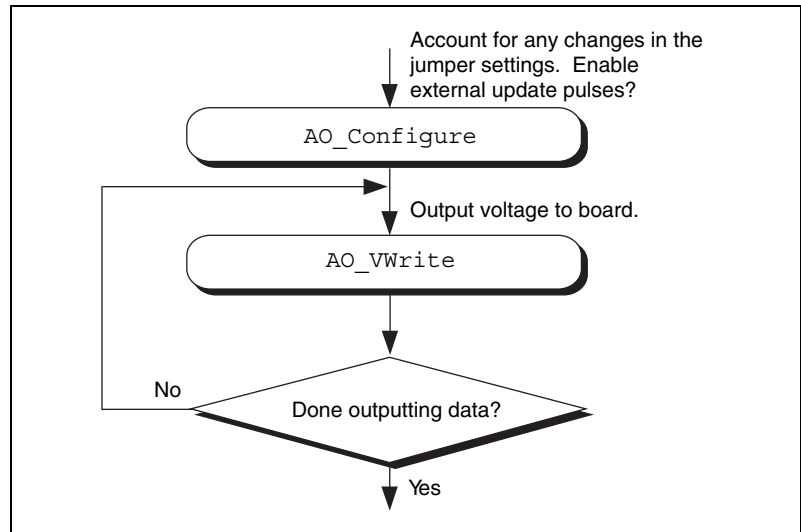 Account for any changes in the
jumper settings.  Enable
external update pulses?
AO_Configure
Output voltage to board.
AO_VWrite
No
Done outputting data?
Yes